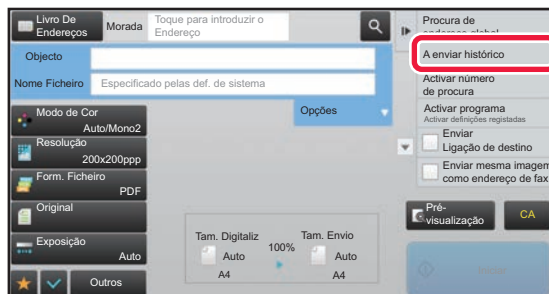 Livro De
Endereços
Morada
Toque para introduzir o
Endereço
Objecto
Nome Ficheiro
Especificado pelas def. de sistema
Modo de Cor
Auto/Mono2
Resolução
200x200ppp
Form. Ficheiro
PDF
Original
Exposição
Auto
Outros
Opções
Tam. Digitaliz
Auto
A4
100%
Tam. Envio
Auto
A4
Procura de
endereço global
A enviar histórico
Activar número
de procura
Activar programa
Activar definições registadas
Enviar
Ligação de destino
Enviar mesma imagem
como endereço de fax
Pré-
visualização
CA